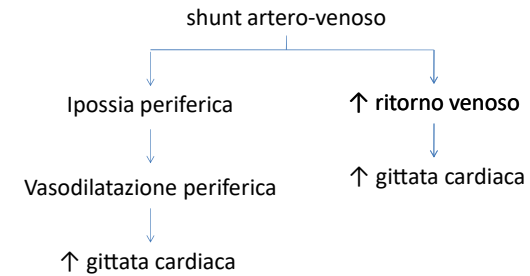 shunt artero-venoso
Ipossia periferica
↑ ritorno venoso
Vasodilatazione periferica
↑ gittata cardiaca
↑ gittata cardiaca